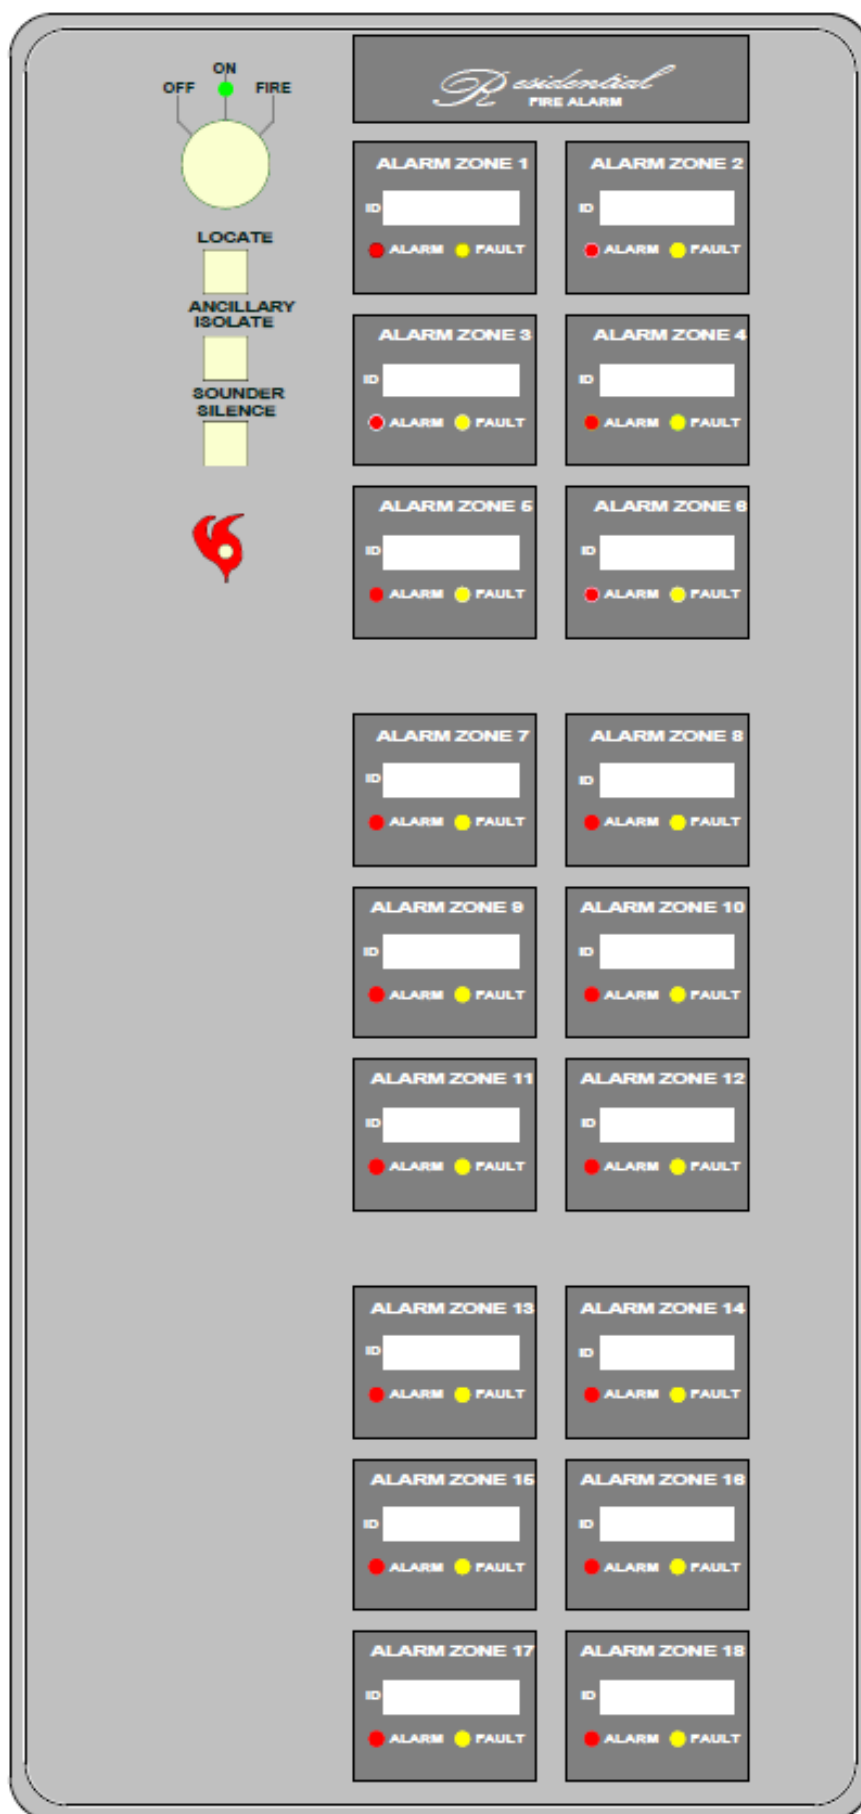 ON
OFF FIRE
LOCATE
ANCILLARY
ISOLATE
SOUNDER
SILENCE
Residential
FIRE ALARM
ALARM ZONE 1
ID
ALARM FAULT
ALARM ZONE 2
ID
ALARM FAULT
ALARM ZONE 3
ID
ALARM FAULT
ALARM ZONE 4
ID
ALARM FAULT
ALARM ZONE 5
ID
ALARM FAULT
ALARM ZONE 6
ID
ALARM FAULT
ALARM ZONE 7
ID
ALARM FAULT
ALARM ZONE 8
ID
ALARM FAULT
ALARM ZONE 9
ID
ALARM FAULT
ALARM ZONE 10
ID
ALARM FAULT
ALARM ZONE 11
ID
ALARM FAULT
ALARM ZONE 12
ID
ALARM FAULT
ALARM ZONE 13
ID
ALARM FAULT
ALARM ZONE 14
ID
ALARM FAULT
ALARM ZONE 15
ID
ALARM FAULT
ALARM ZONE 16
ID
ALARM FAULT
ALARM ZONE 17
ID
ALARM FAULT
ALARM ZONE 18
ID
ALARM FAULT